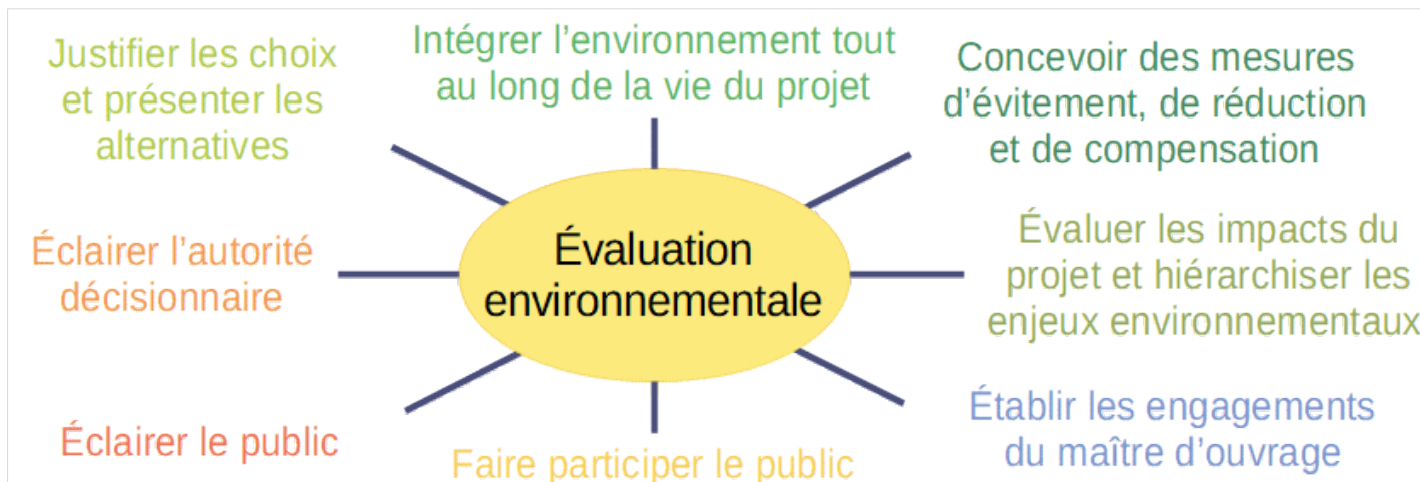 Justifier les choix
et présenter les
alternatives
Intégrer l’environnement tout
au long de la vie du projet
Concevoir des mesures
d’évitement, de réduction
et de compensation
Éclairer l’autorité
décisionnaire
Évaluation
environnementale
Évaluer les impacts du
projet et hiérarchiser les
enjeux environnementaux
Éclairer le public
Faire participer le public
Établir les engagements
du maître d’ouvrage